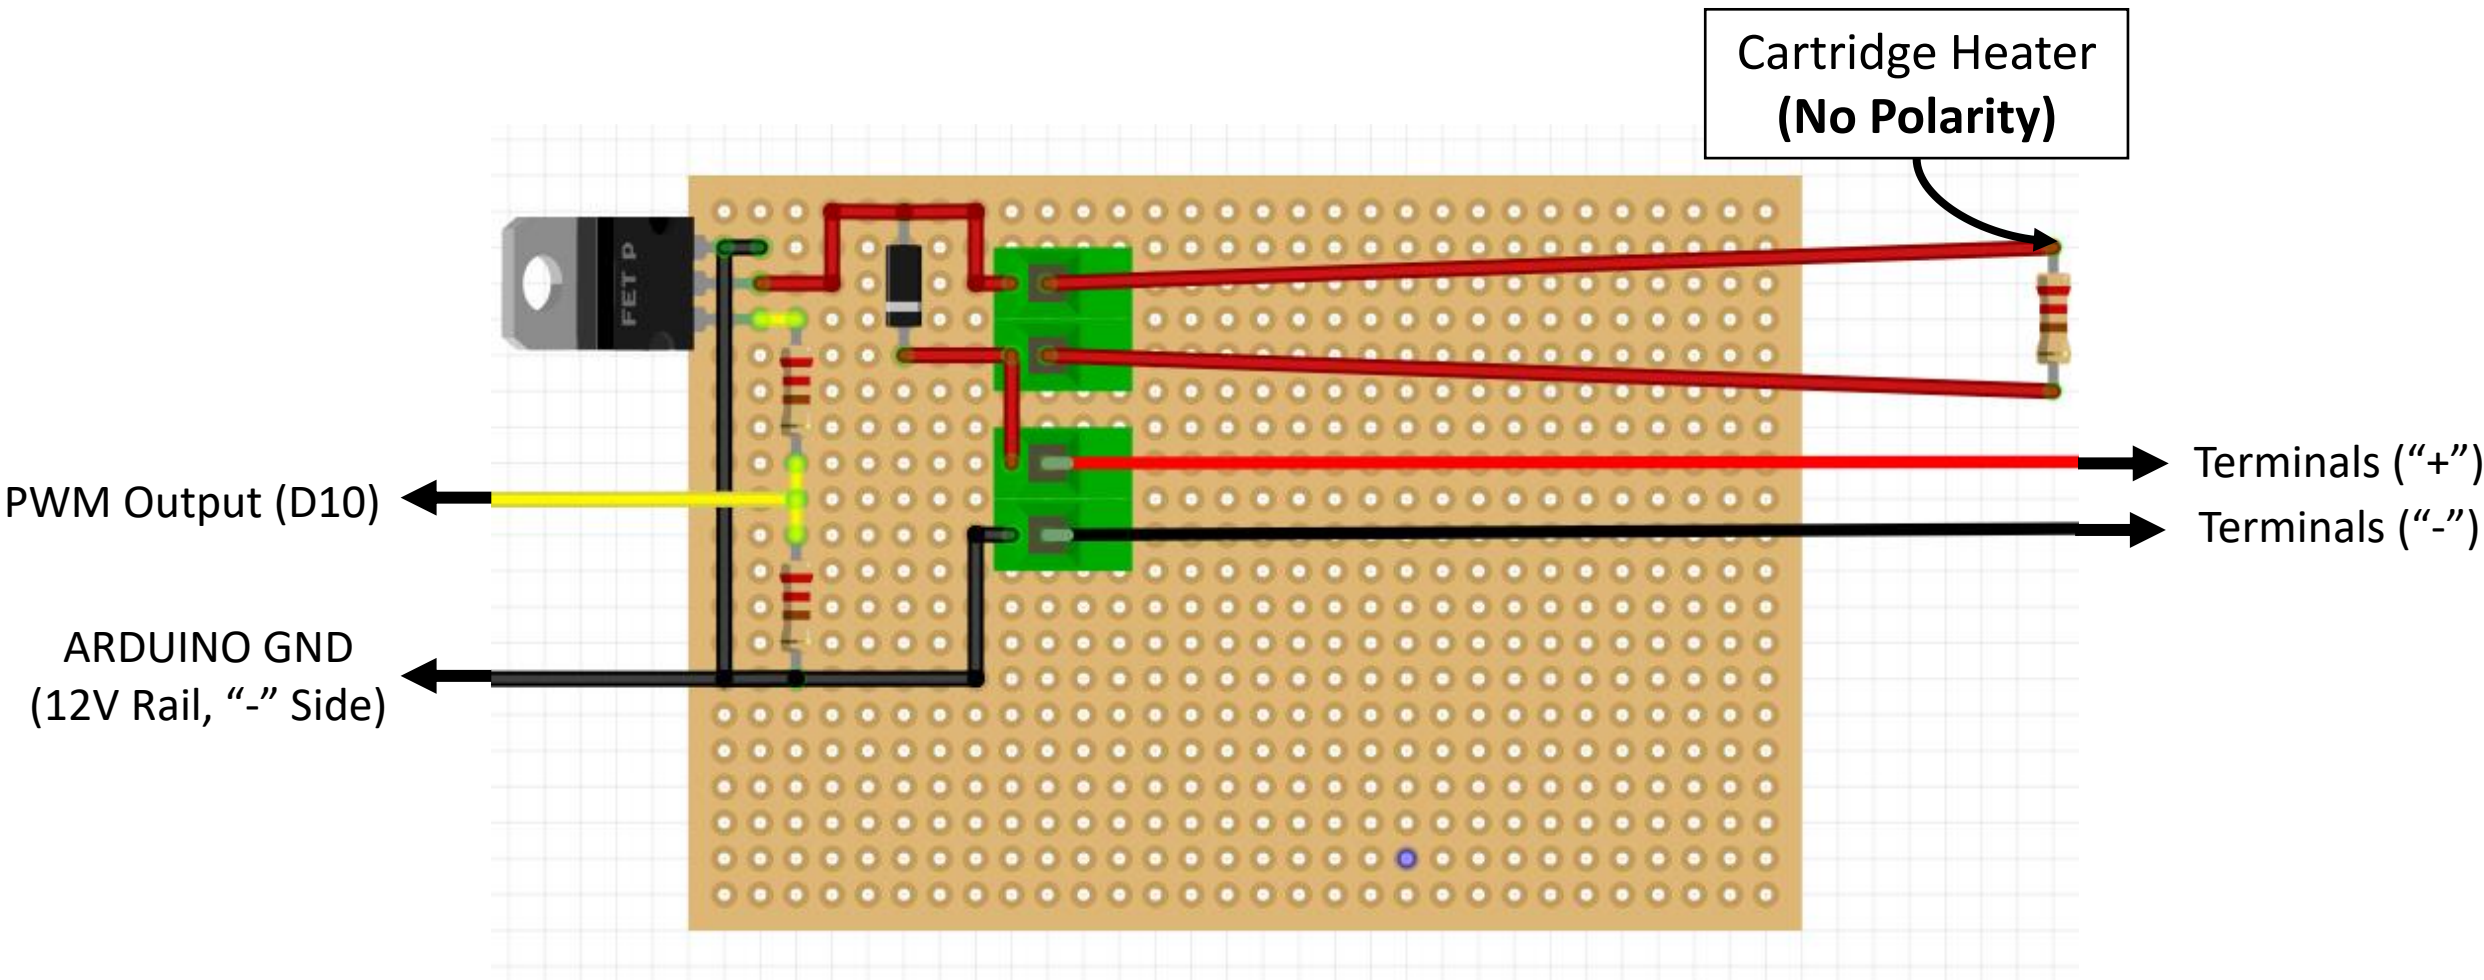 Cartridge Heater
(No Polarity)
FET P
Terminals (“+”)
PWM Output (D10)
Terminals (“-”)
ARDUINO GND
(12V Rail, “-” Side)